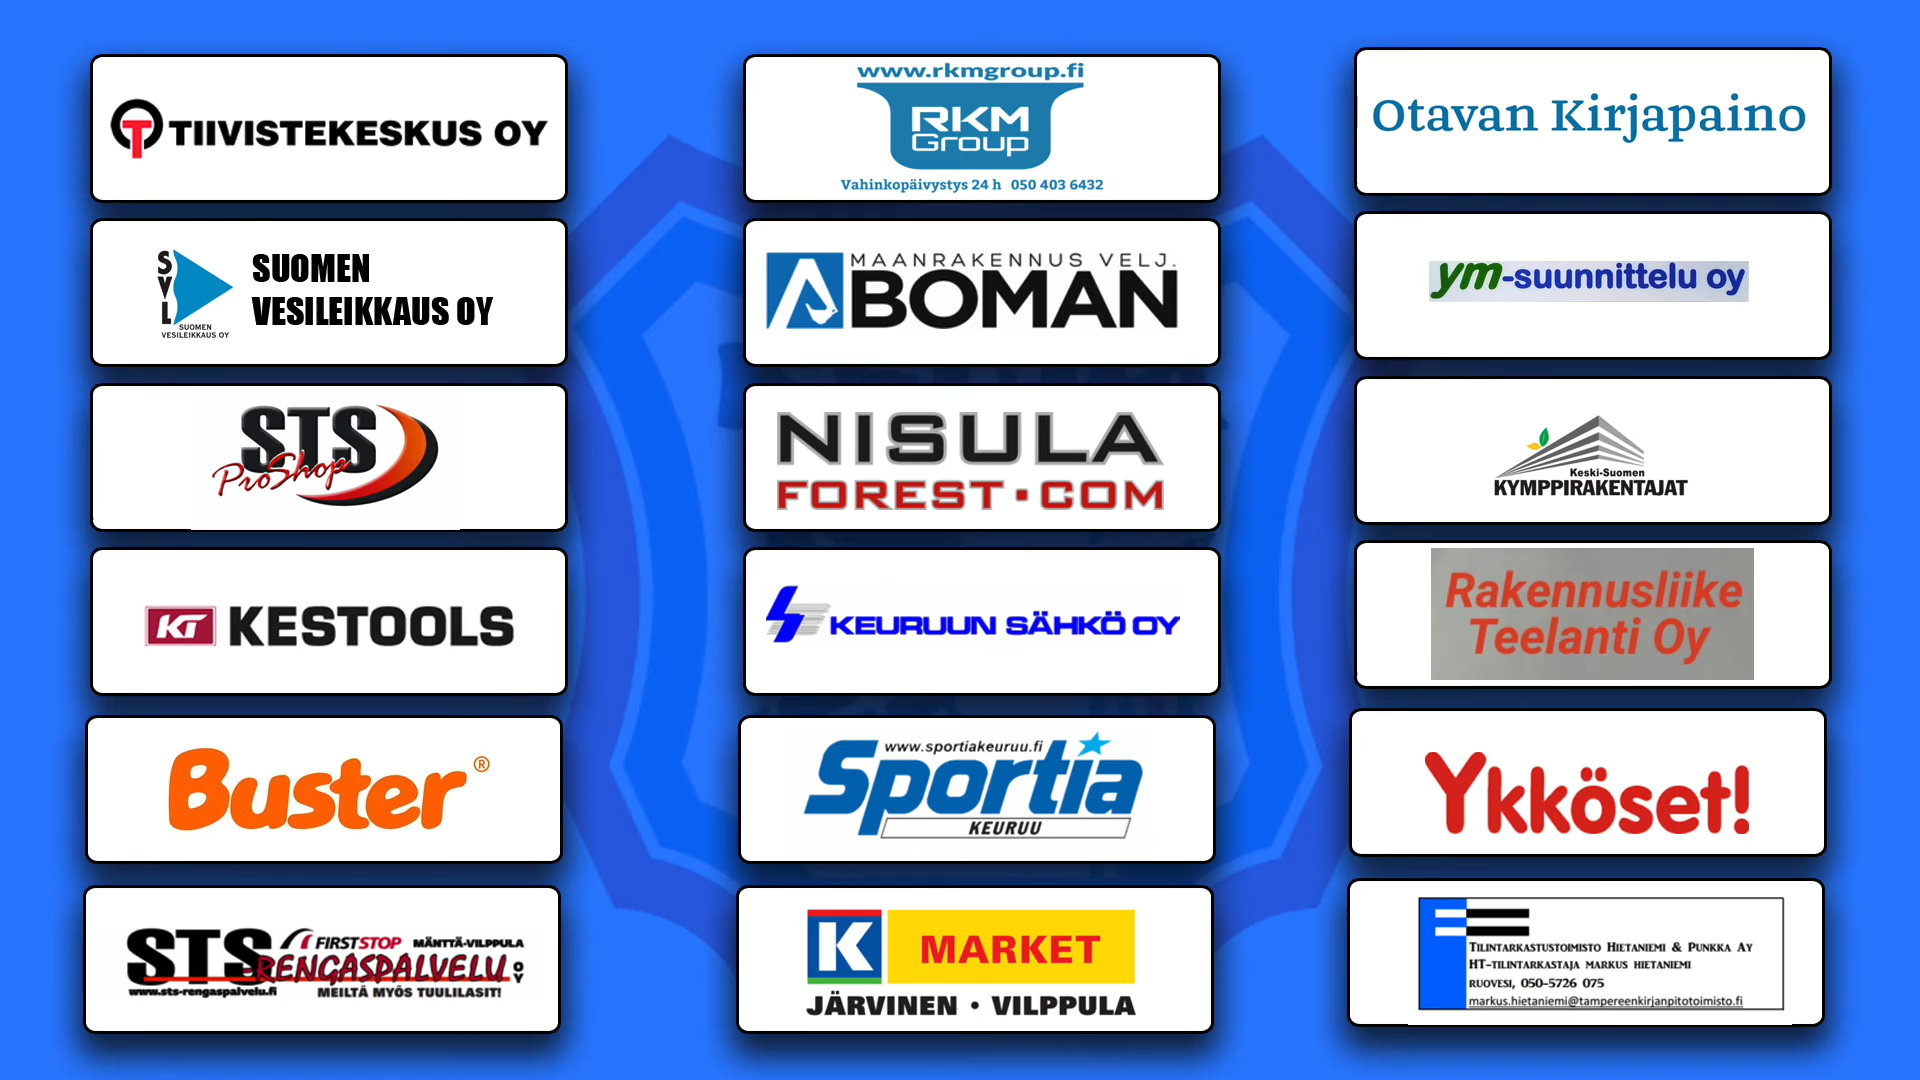 TIIVISTEKESKUS OY
SVL
SUOMEN
VESILEIKKAUS OY
SUOMEN
VESILEIKKAUS OY
STS
ProShop
KT KESTOOLS
Buster®
STS
FIRSTSTOP MÄNTTÄ-VILPPULA
-RENGASPALVELU OY
www.sts-rengaspalvelu.fi
MEILTÄ MYÖS TUULILASIT!
www.rkmgroup.fi
RKM
Group
Vahinkopäivystys 24 h 050 403 6432
MAANRAKENNUS VELJ.
BOMAN
NISULA
FOREST·COM
KEURUUN SÄHKÖ OY
www.sportiakeuruu.fi
Sportia
KEURUU
K MARKET
JÄRVINEN • VILPPULA
Otavan Kirjapaino
ym-suunnittelu oy
Keski-Suomen
KYMPPIRAKENTAJAT
Rakennusliike
Teelanti Oy
Ykköset!
TILINTARKASTUSTOIMISTO HIETANIEMI & PUNKKA AY
HT-TILINTARKASTAJA MARKUS HIETANIEMI
RUOVESI, 050-5726 075
markus.hietaniemi@tampereenkirjanpitotoimisto.fi